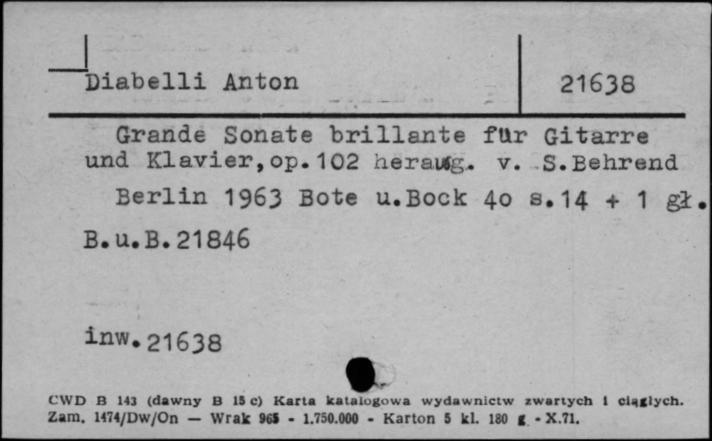 Diabelli Anton 21638
Grande Sonate brillante für Gitarre
und Klavier,op.102 herausg. v. S.Behrend
Berlin 1963 Bote u.Bock 4o s.14 + 1 gł.
B.u.B.21846
inw.21638
CWD B 143 (dawny B 15 c) Karta katalogowa wydawnictw zwartych i ciągłych.
Zam. 1474/Dw/On — Wrak 965 - 1.750.000 - Karton 5 kl. 180 g - X.71.